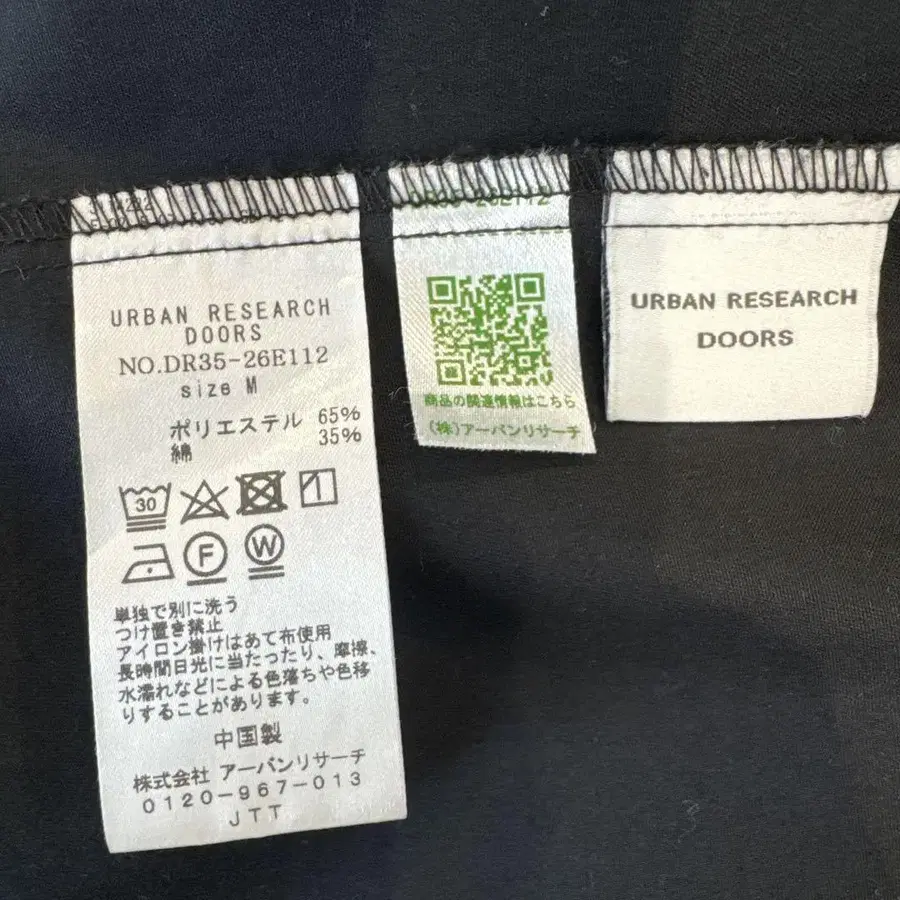 URBAN RESEARCH
DOORS
NO.DR35-26E112
size M
ポリエステル 65%
綿 35%
30
F
W
単独で別に洗う
つけ置き禁止
アイロン掛けはあて布使用
長時間日光に当たったり、摩擦、
水濡れなどによる色落ちや色移
りすることがあります。
中国製
株式会社 アーバンリサーチ
0120-967-013
JTT
DR35-26E112
商品の関連情報はこちら
(株)アーバンリサーチ
URBAN RESEARCH
DOORS